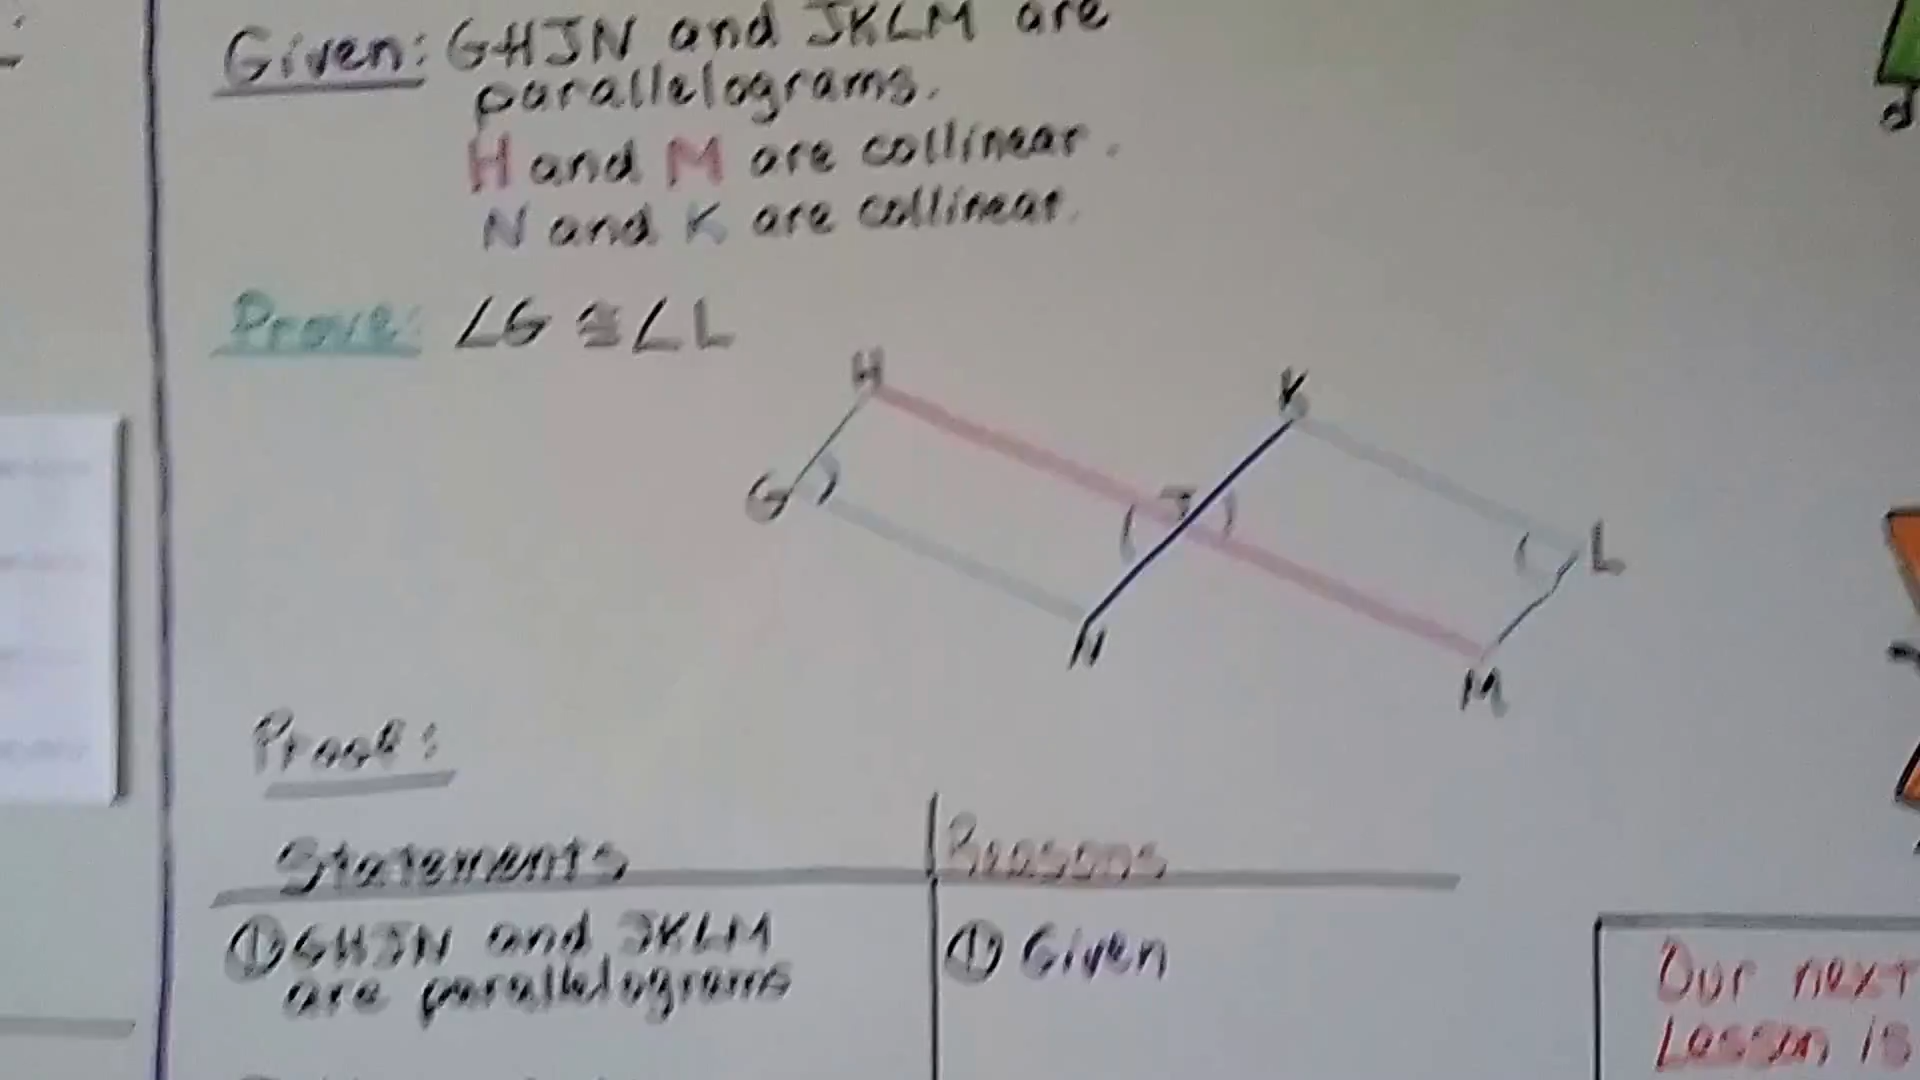 Given: GHJN and JKLM are
parallelograms.
H and M are collinear.
N and K are collinear.
Prove: ∠G ≅ ∠L
H
K
G
J
L
N
M
Proof:
Statements
Reasons
① GHJN and JKLM
are parallelograms
① Given
Our next
Lesson is